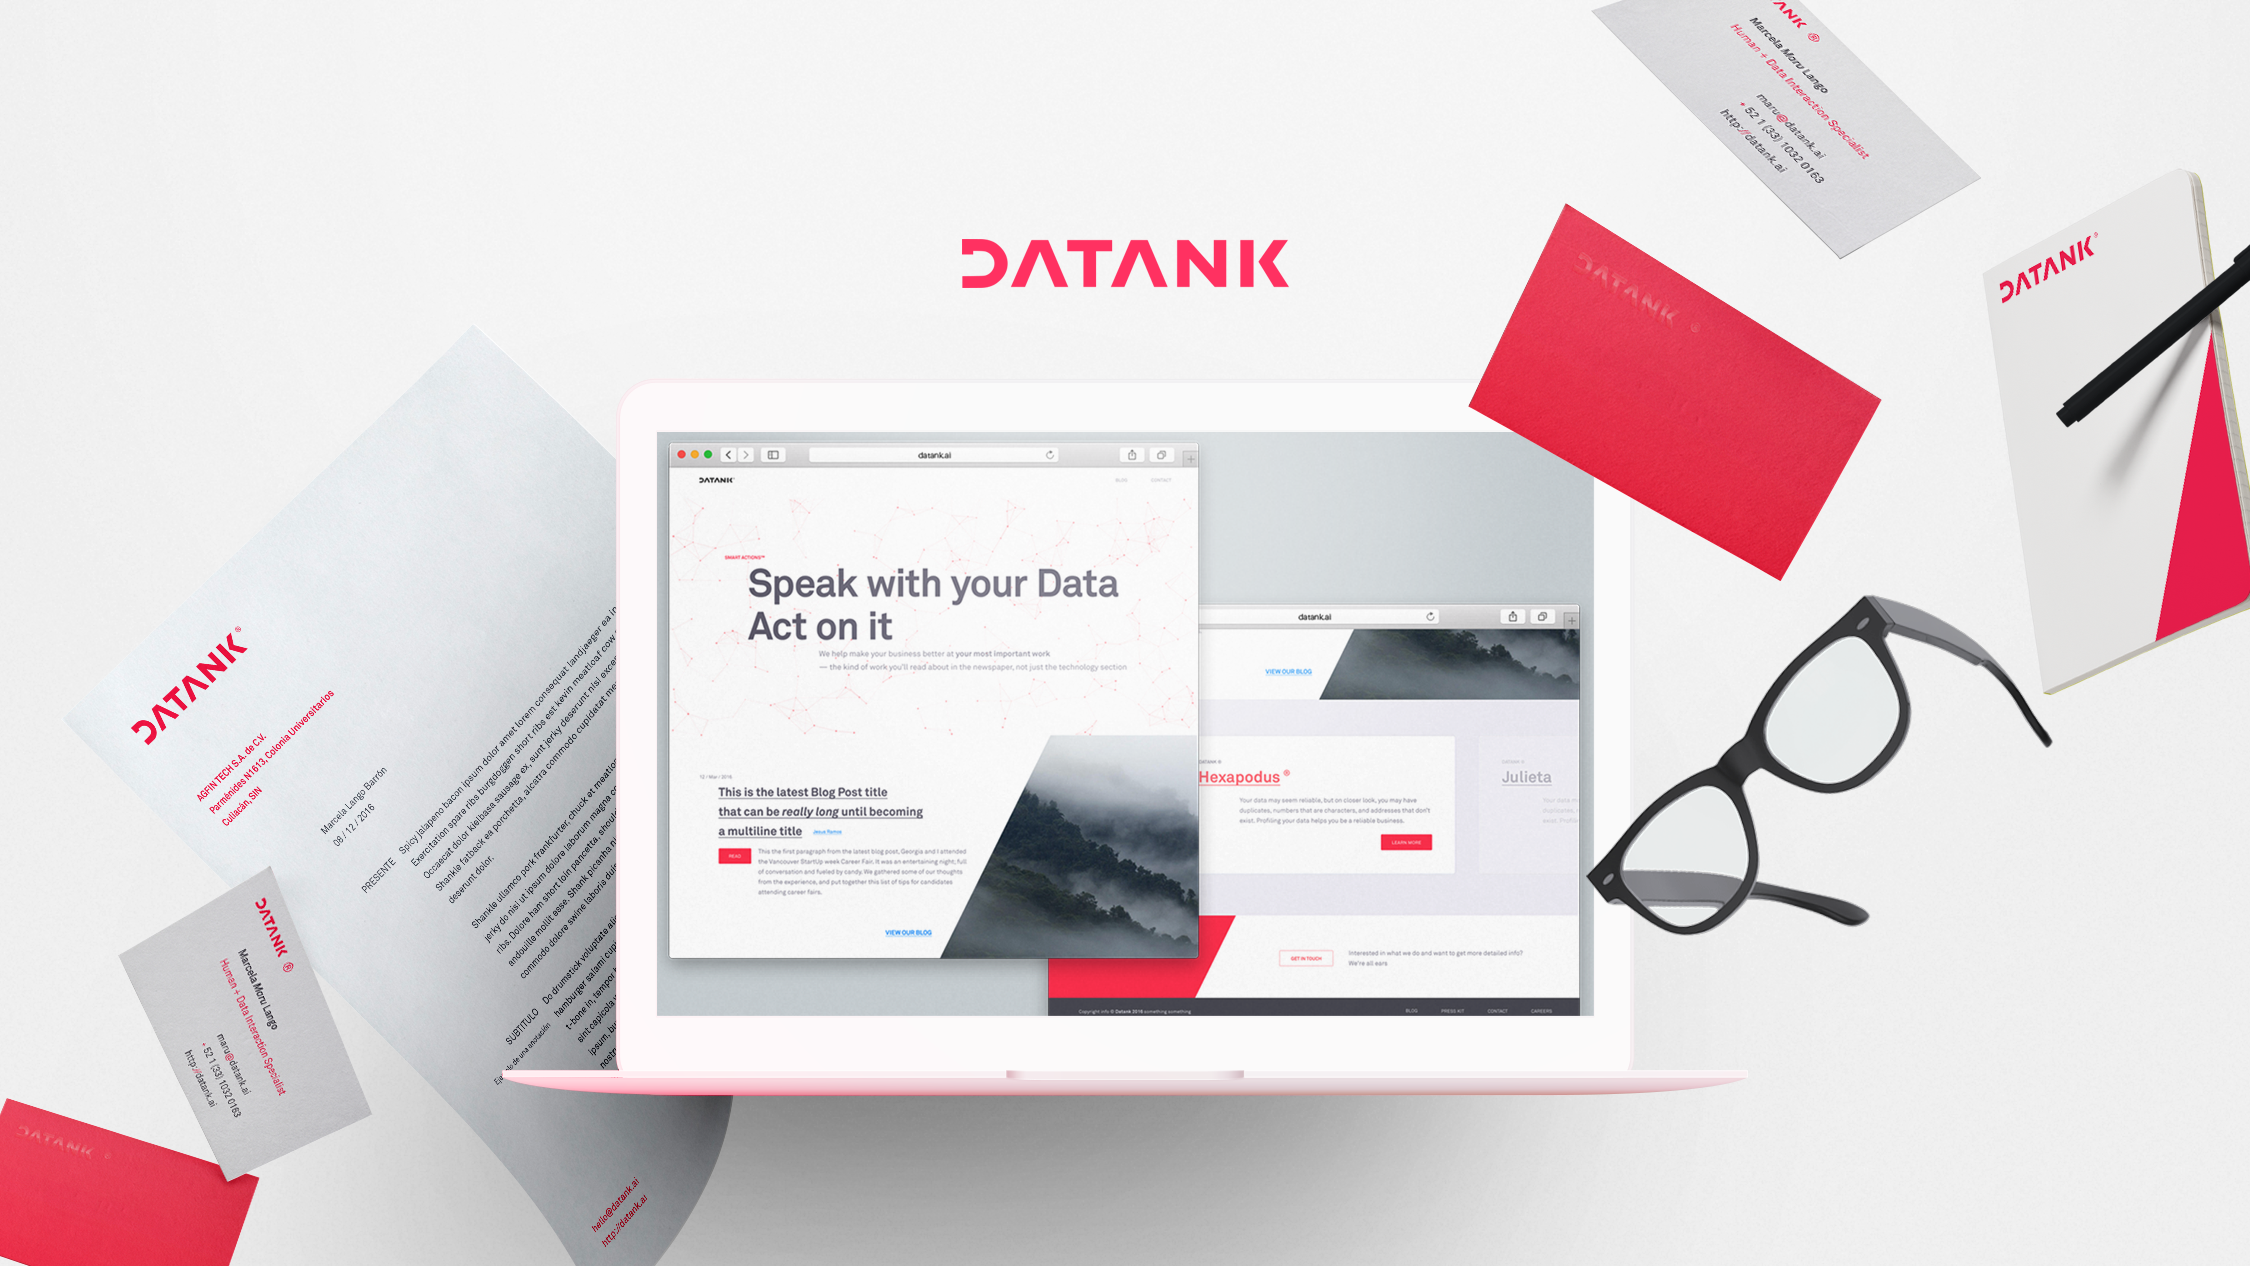 DATANK
DATANK ®
Marcela Moru Lango
Human + Data Interaction Specialist
maru@datank.ai
+ 52 1 (33) 1032 0163
http://datank.ai
DATANK ®
DATANK ®
datank.ai
DATANK
BLOG
CONTACT
SMART ACTIONS™
Speak with your Data
Act on it
We help make your business better at your most important work
— the kind of work you'll read about in the newspaper, not just the technology section
12 / Mar / 2016
This is the latest Blog Post title
that can be really long until becoming
a multiline title
Jesus Ramos
READ
This the first paragraph from the latest blog post, Georgia and I attended
the Vancouver StartUp week Career Fair. It was an entertaining night, full
of conversation and fueled by candy. We gathered some of our thoughts
from the experience, and put together this list of tips for candidates
attending career fairs.
VIEW OUR BLOG
datank.ai
VIEW OUR BLOG
Hexapodus ®
Your data may seem reliable, but on closer look, you may have
duplicates, numbers that are characters, and addresses that don't
exist. Profiling your data helps you be a reliable business.
LEARN MORE
Julieta
GET IN TOUCH
Interested in what we do and want to get more detailed info?
We're all ears
Copyright info © Datank 2016 something something
BLOG
PRESS KIT
CONTACT
CAREERS
DATANK ®
AGFIN TECH S.A. de C.V.
Parménides N1613, Colonia Universitarios
Culiacán, SIN
Marcela Lango Barrón
08 / 12 / 2016
PRESENTE
Spicy jalapeno bacon ipsum dolor amet lorem consequat landjaeger ea in
Exercitation spare ribs burgdoggen short ribs est kevin meatloaf cow
Occaecat dolor kielbasa sausage ex, sunt jerky deserunt nisi
Shankle fatback ea porchetta, alcatra commodo cupidatat
deserunt dolor.
Shankle ullamco pork frankfurter, chuck et
jerky do nisi ut ipsum dolore laborum magna
ribs. Dolore ham short loin pancetta,
andouille mollit esse. Shank picanha
commodo dolore swine laboris
SUBTITULO
Do drumstick voluptate
hamburger salami
t-bone in, tempor
sint capicola
ipsum,
de una anotación
hello@datank.ai
http://datank.ai
DATANK ®
Marcela Moru Lango
Human + Data Interaction Specialist
maru@datank.ai
+ 52 1 (33) 1032 0163
http://datank.ai
DATANK ®